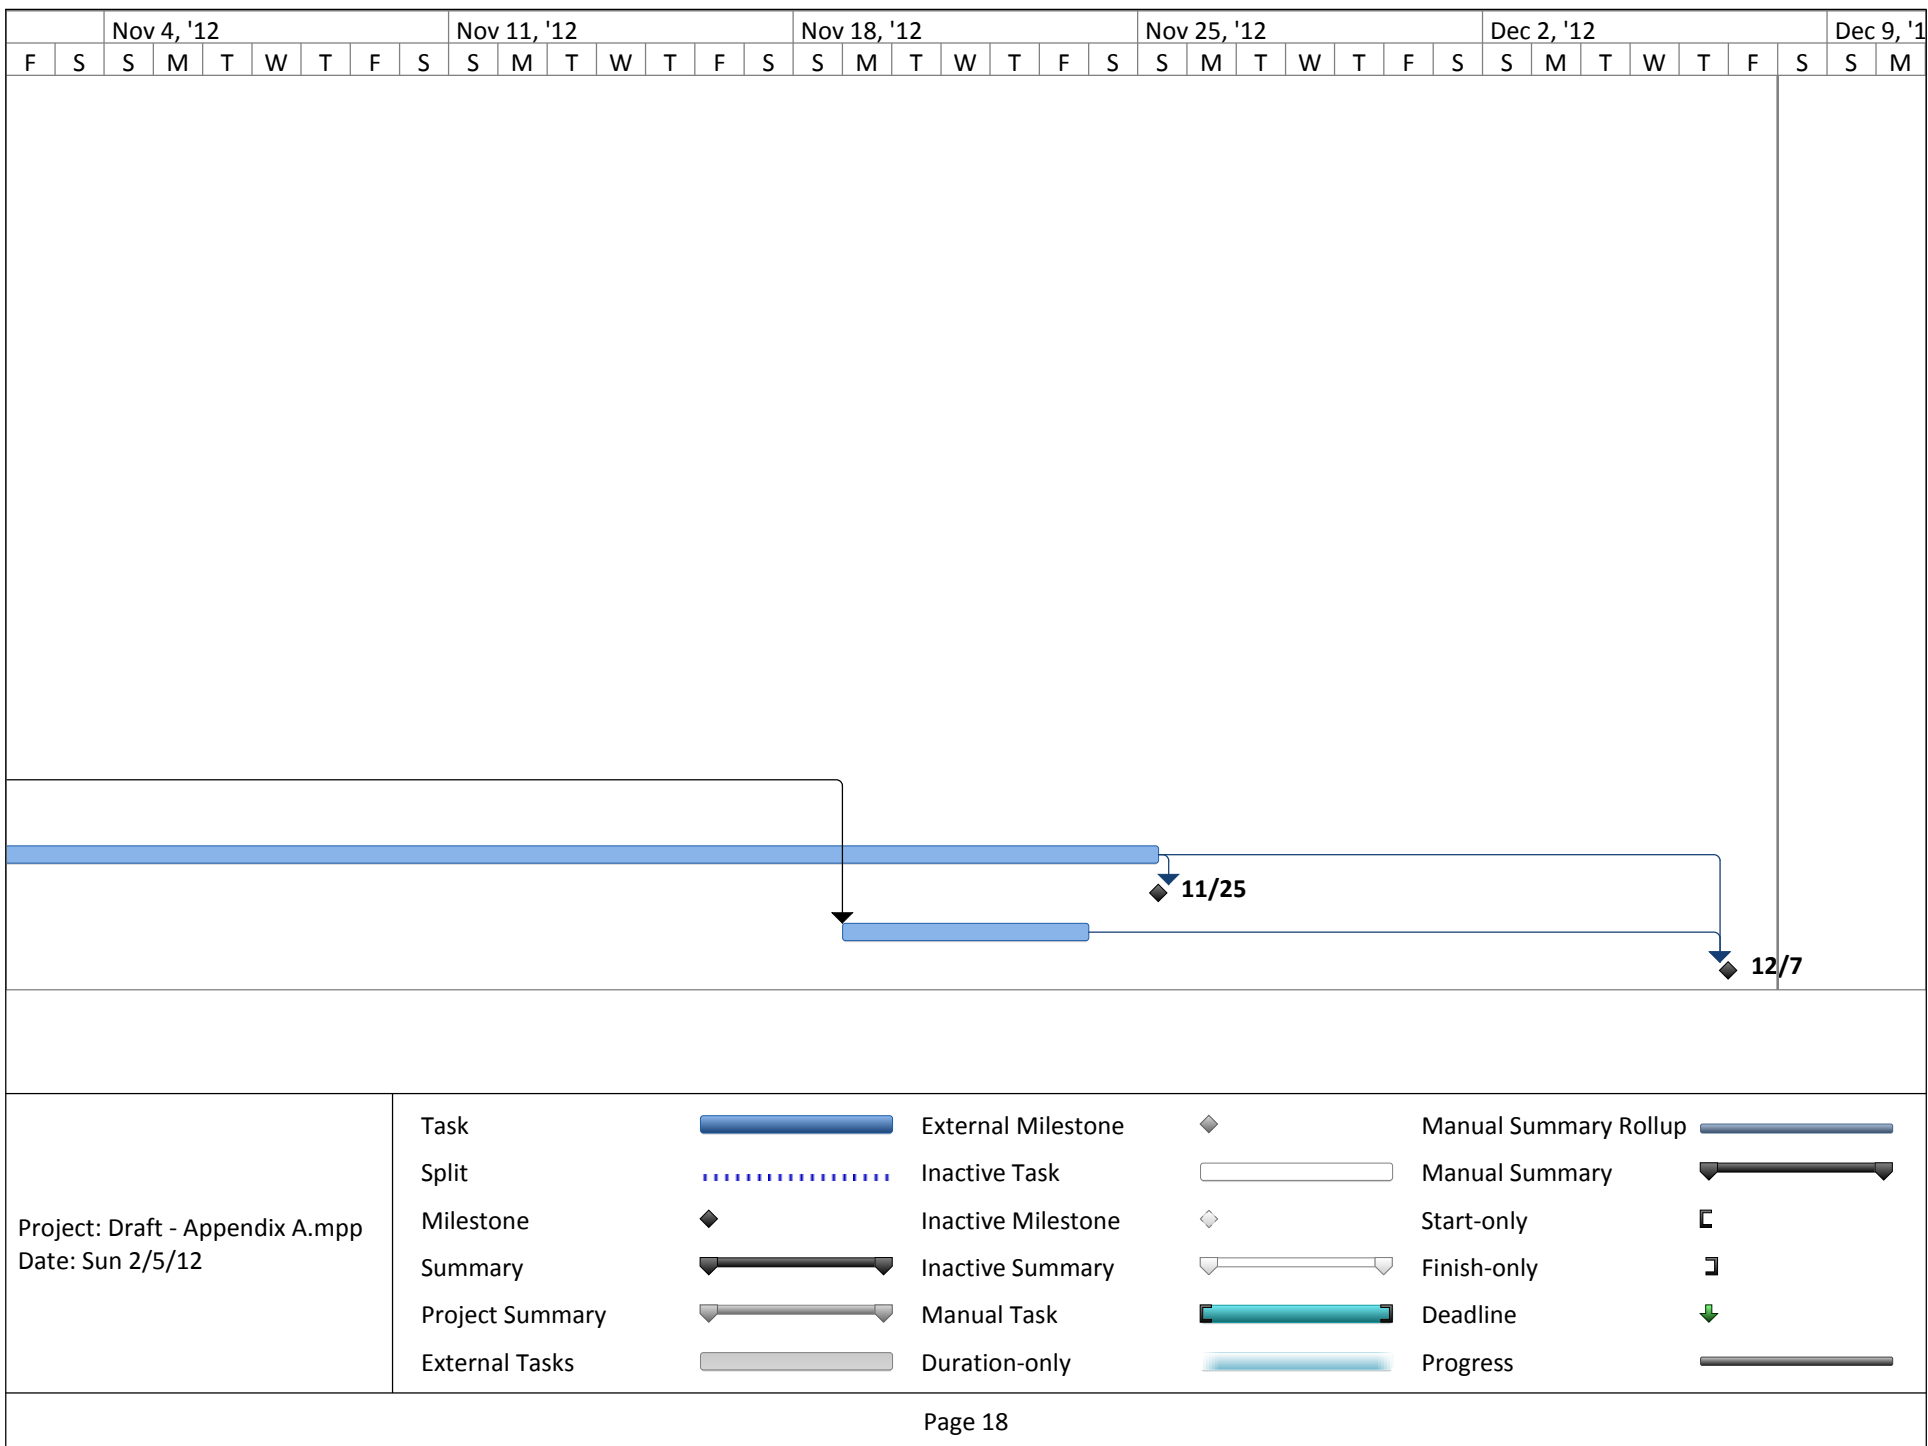 Nov 4, '12 Nov 11, '12 Nov 18, '12 Nov 25, '12 Dec 2, '12 Dec 9, '1
F S S M T W T F S S M T W T F S S M T W T F S S M T W T F S S M T W T F S S M
11/25
12/7
Project: Draft - Appendix A.mpp
Date: Sun 2/5/12
Task
Split
Milestone
Summary
Project Summary
External Tasks
External Milestone
Inactive Task
Inactive Milestone
Inactive Summary
Manual Task
Duration-only
Manual Summary Rollup
Manual Summary
Start-only
Finish-only
Deadline
Progress
Page 18